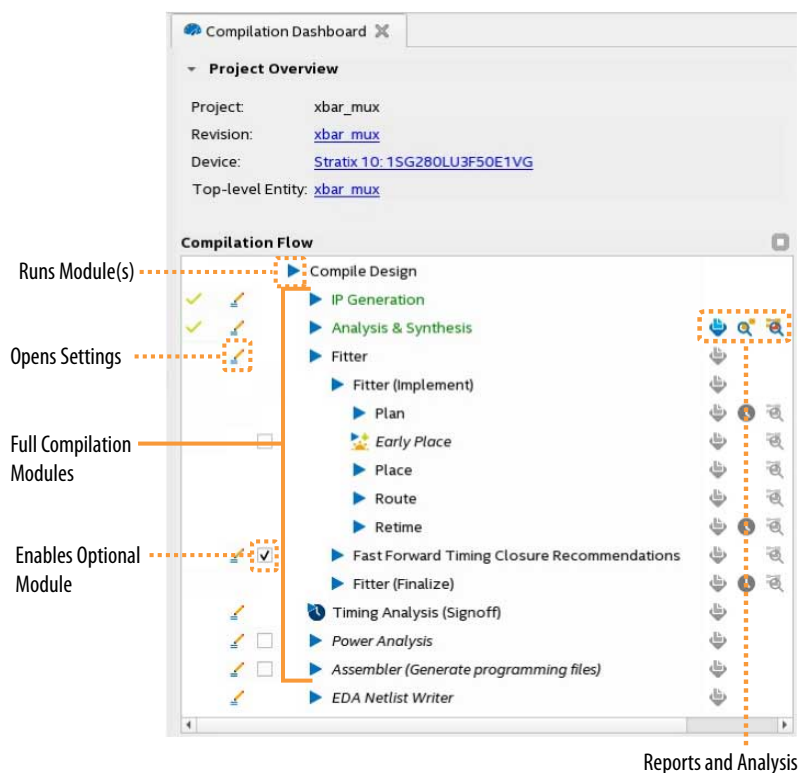 Compilation Dashboard
Project Overview
Project: xbar_mux
Revision: xbar_mux
Device: Stratix 10: 1SG280LU3F50E1VG
Top-level Entity: xbar_mux
Compilation Flow
Runs Module(s)
Compile Design
IP Generation
Analysis & Synthesis
Opens Settings
Fitter
Fitter (Implement)
Plan
Full Compilation
Modules
Early Place
Place
Route
Retime
Enables Optional
Module
Fast Forward Timing Closure Recommendations
Fitter (Finalize)
Timing Analysis (Signoff)
Power Analysis
Assembler (Generate programming files)
EDA Netlist Writer
Reports and Analysis